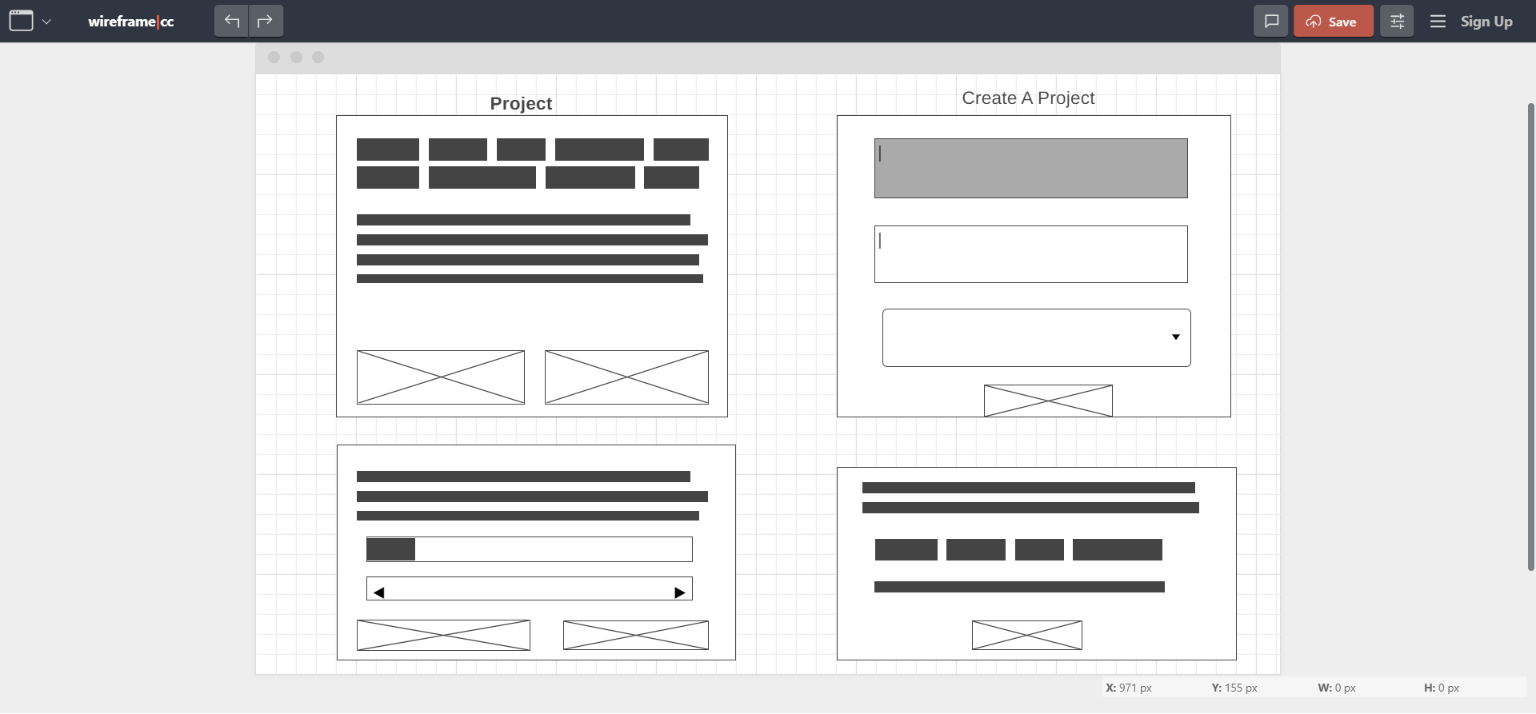 wireframe|cc
Save
Sign Up
Project
Create A Project
X: 971 px Y: 155 px W: 0 px H: 0 px